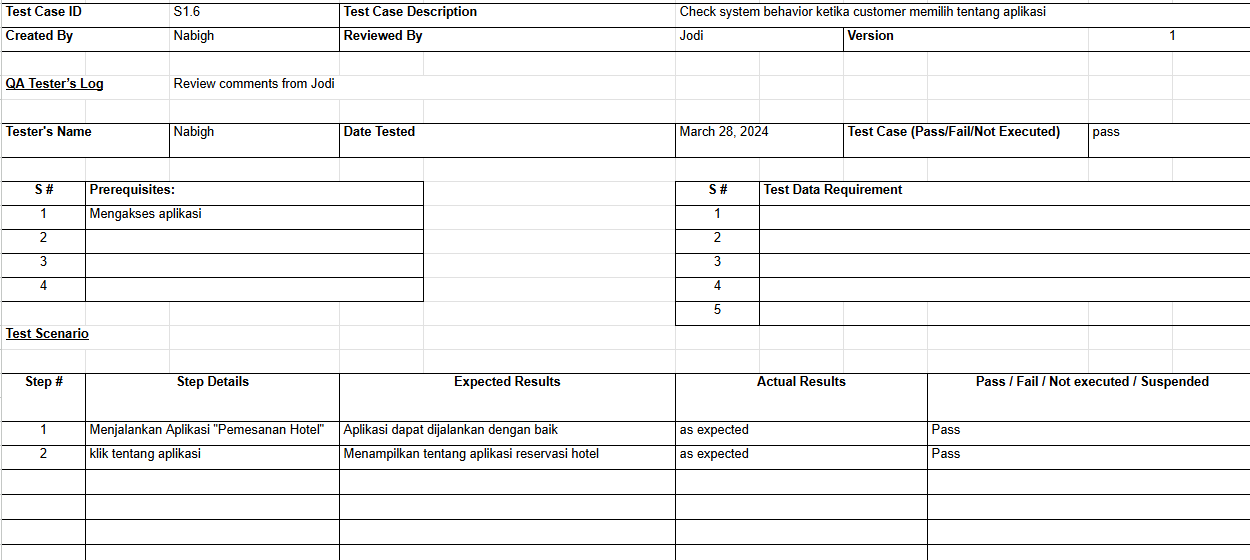 Test Case ID S1.6 Test Case Description Check system behavior ketika customer memilih tentang aplikasi
Created By Nabigh Reviewed By Jodi Version 1
QA Tester's Log Review comments from Jodi
Tester's Name Nabigh Date Tested March 28, 2024 Test Case (Pass/Fail/Not Executed) pass
S # Prerequisites: S # Test Data Requirement
1 Mengakses aplikasi 1
2 2
3 3
4 4
5
Test Scenario
Step # Step Details Expected Results Actual Results Pass / Fail / Not executed / Suspended
1 Menjalankan Aplikasi "Pemesanan Hotel" Aplikasi dapat dijalankan dengan baik as expected Pass
2 klik tentang aplikasi Menampilkan tentang aplikasi reservasi hotel as expected Pass